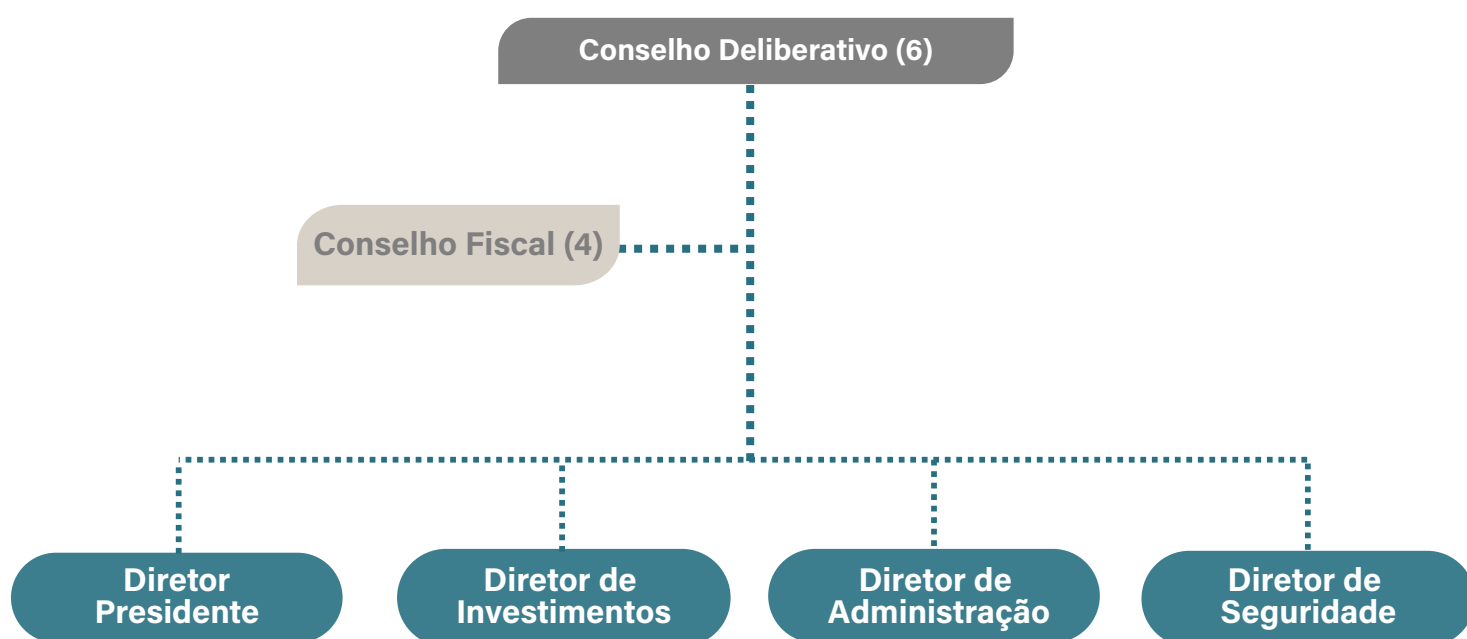 Conselho Deliberativo (6)
Conselho Fiscal (4)
Diretor
Presidente
Diretor de
Investimentos
Diretor de
Administração
Diretor de
Seguridade